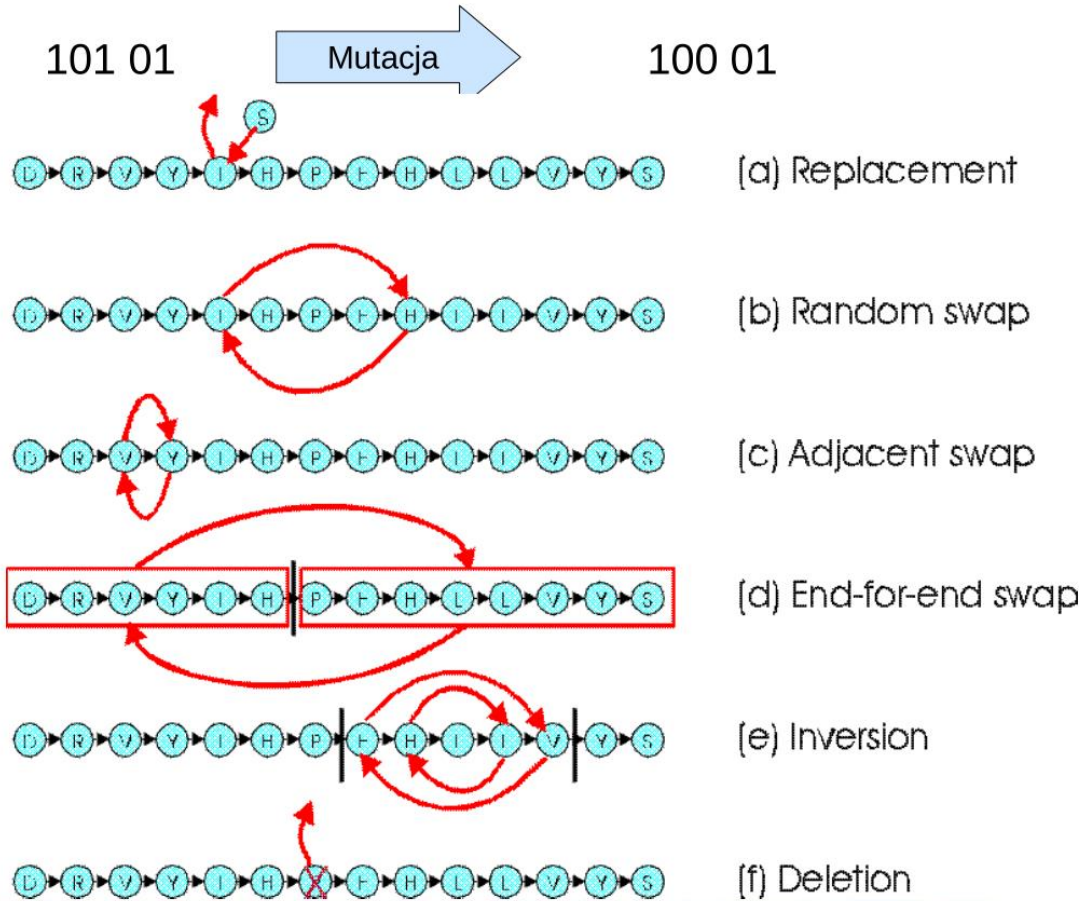 101 01 Mutacja 100 01
S
D R V Y I H P F H L L V Y S (a) Replacement
D R V Y I H P F H L L V Y S (b) Random swap
D R V Y I H P F H L L V Y S (c) Adjacent swap
D R V Y I H P F H L L V Y S (d) End-for-end swap
D R V Y I H P F H L L V Y S (e) Inversion
D R V Y I H F H L L V Y S (f) Deletion